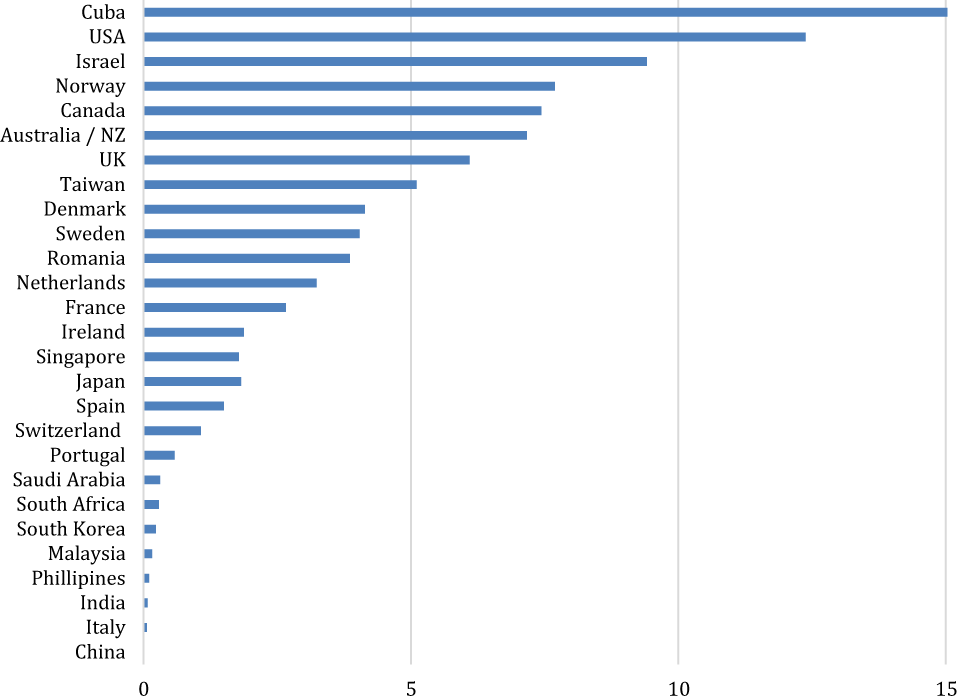 Cuba
USA
Israel
Norway
Canada
Australia / NZ
UK
Taiwan
Denmark
Sweden
Romania
Netherlands
France
Ireland
Singapore
Japan
Spain
Switzerland
Portugal
Saudi Arabia
South Africa
South Korea
Malaysia
Phillipines
India
Italy
China
0 5 10 15